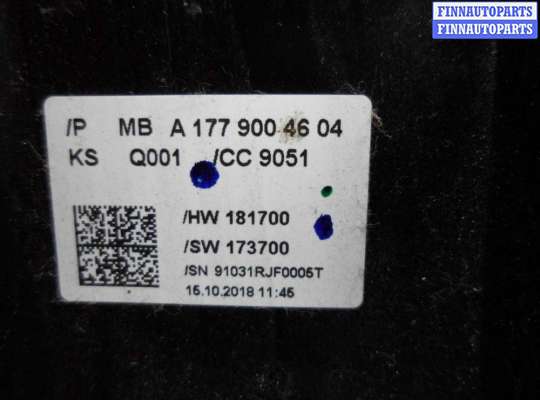 FINNAUTOPARTS
FINNAUTOPARTS
/P MB A 177 900 46 04
KS Q001 /CC 9051
/HW 181700
/SW 173700
/SN 91031RJF0005T
15.10.2018 11:45